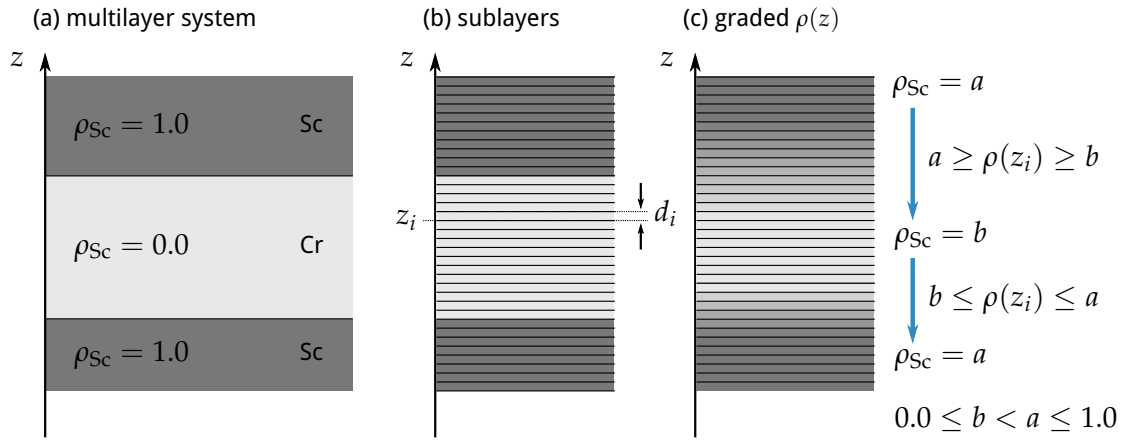 (a) multilayer system
z
ρSc = 1.0 Sc
ρSc = 0.0 Cr
ρSc = 1.0 Sc
(b) sublayers
z
zi
di
(c) graded ρ(z)
z
ρSc = a
a ≥ ρ(zi) ≥ b
ρSc = b
b ≤ ρ(zi) ≤ a
ρSc = a
0.0 ≤ b < a ≤ 1.0